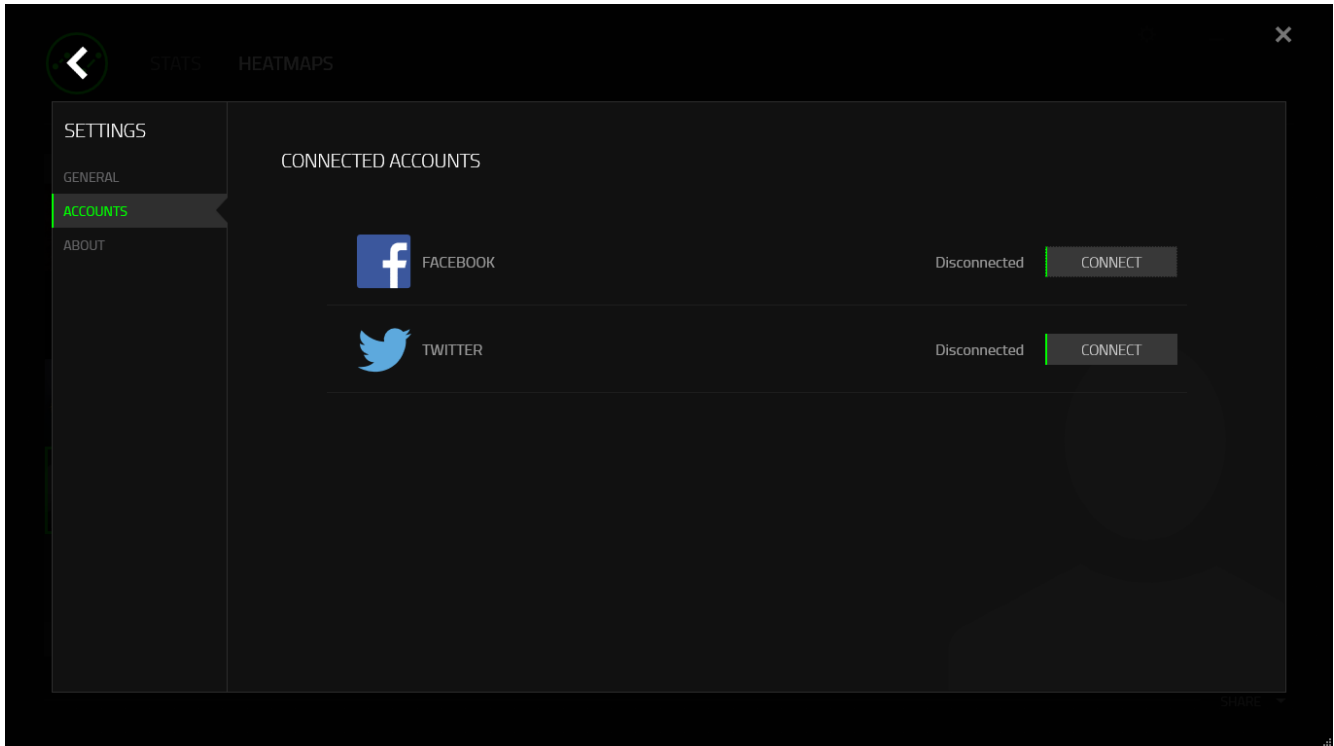 STATS HEATMAPS
SETTINGS
GENERAL
ACCOUNTS
ABOUT
CONNECTED ACCOUNTS
FACEBOOK Disconnected CONNECT
TWITTER Disconnected CONNECT
SHARE